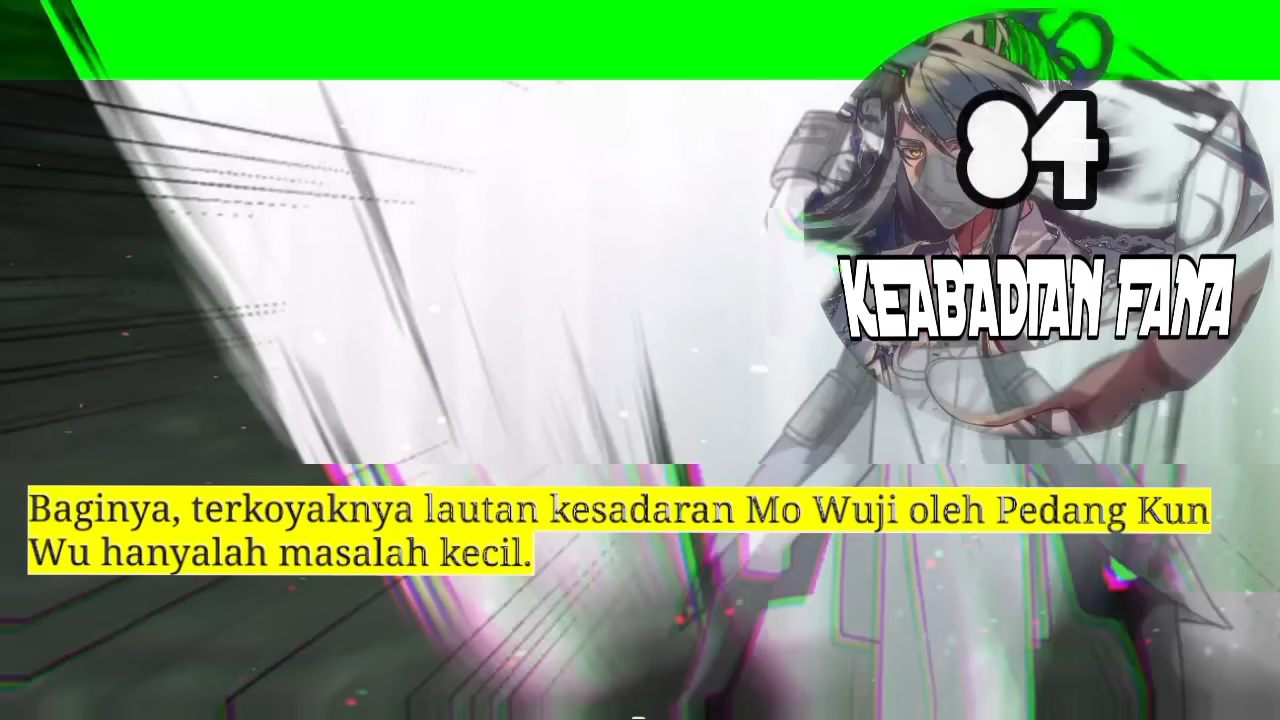 84
KEABADIAN FANA
Baginya, terkoyaknya lautan kesadaran Mo Wuji oleh Pedang Kun
Wu hanyalah masalah kecil.